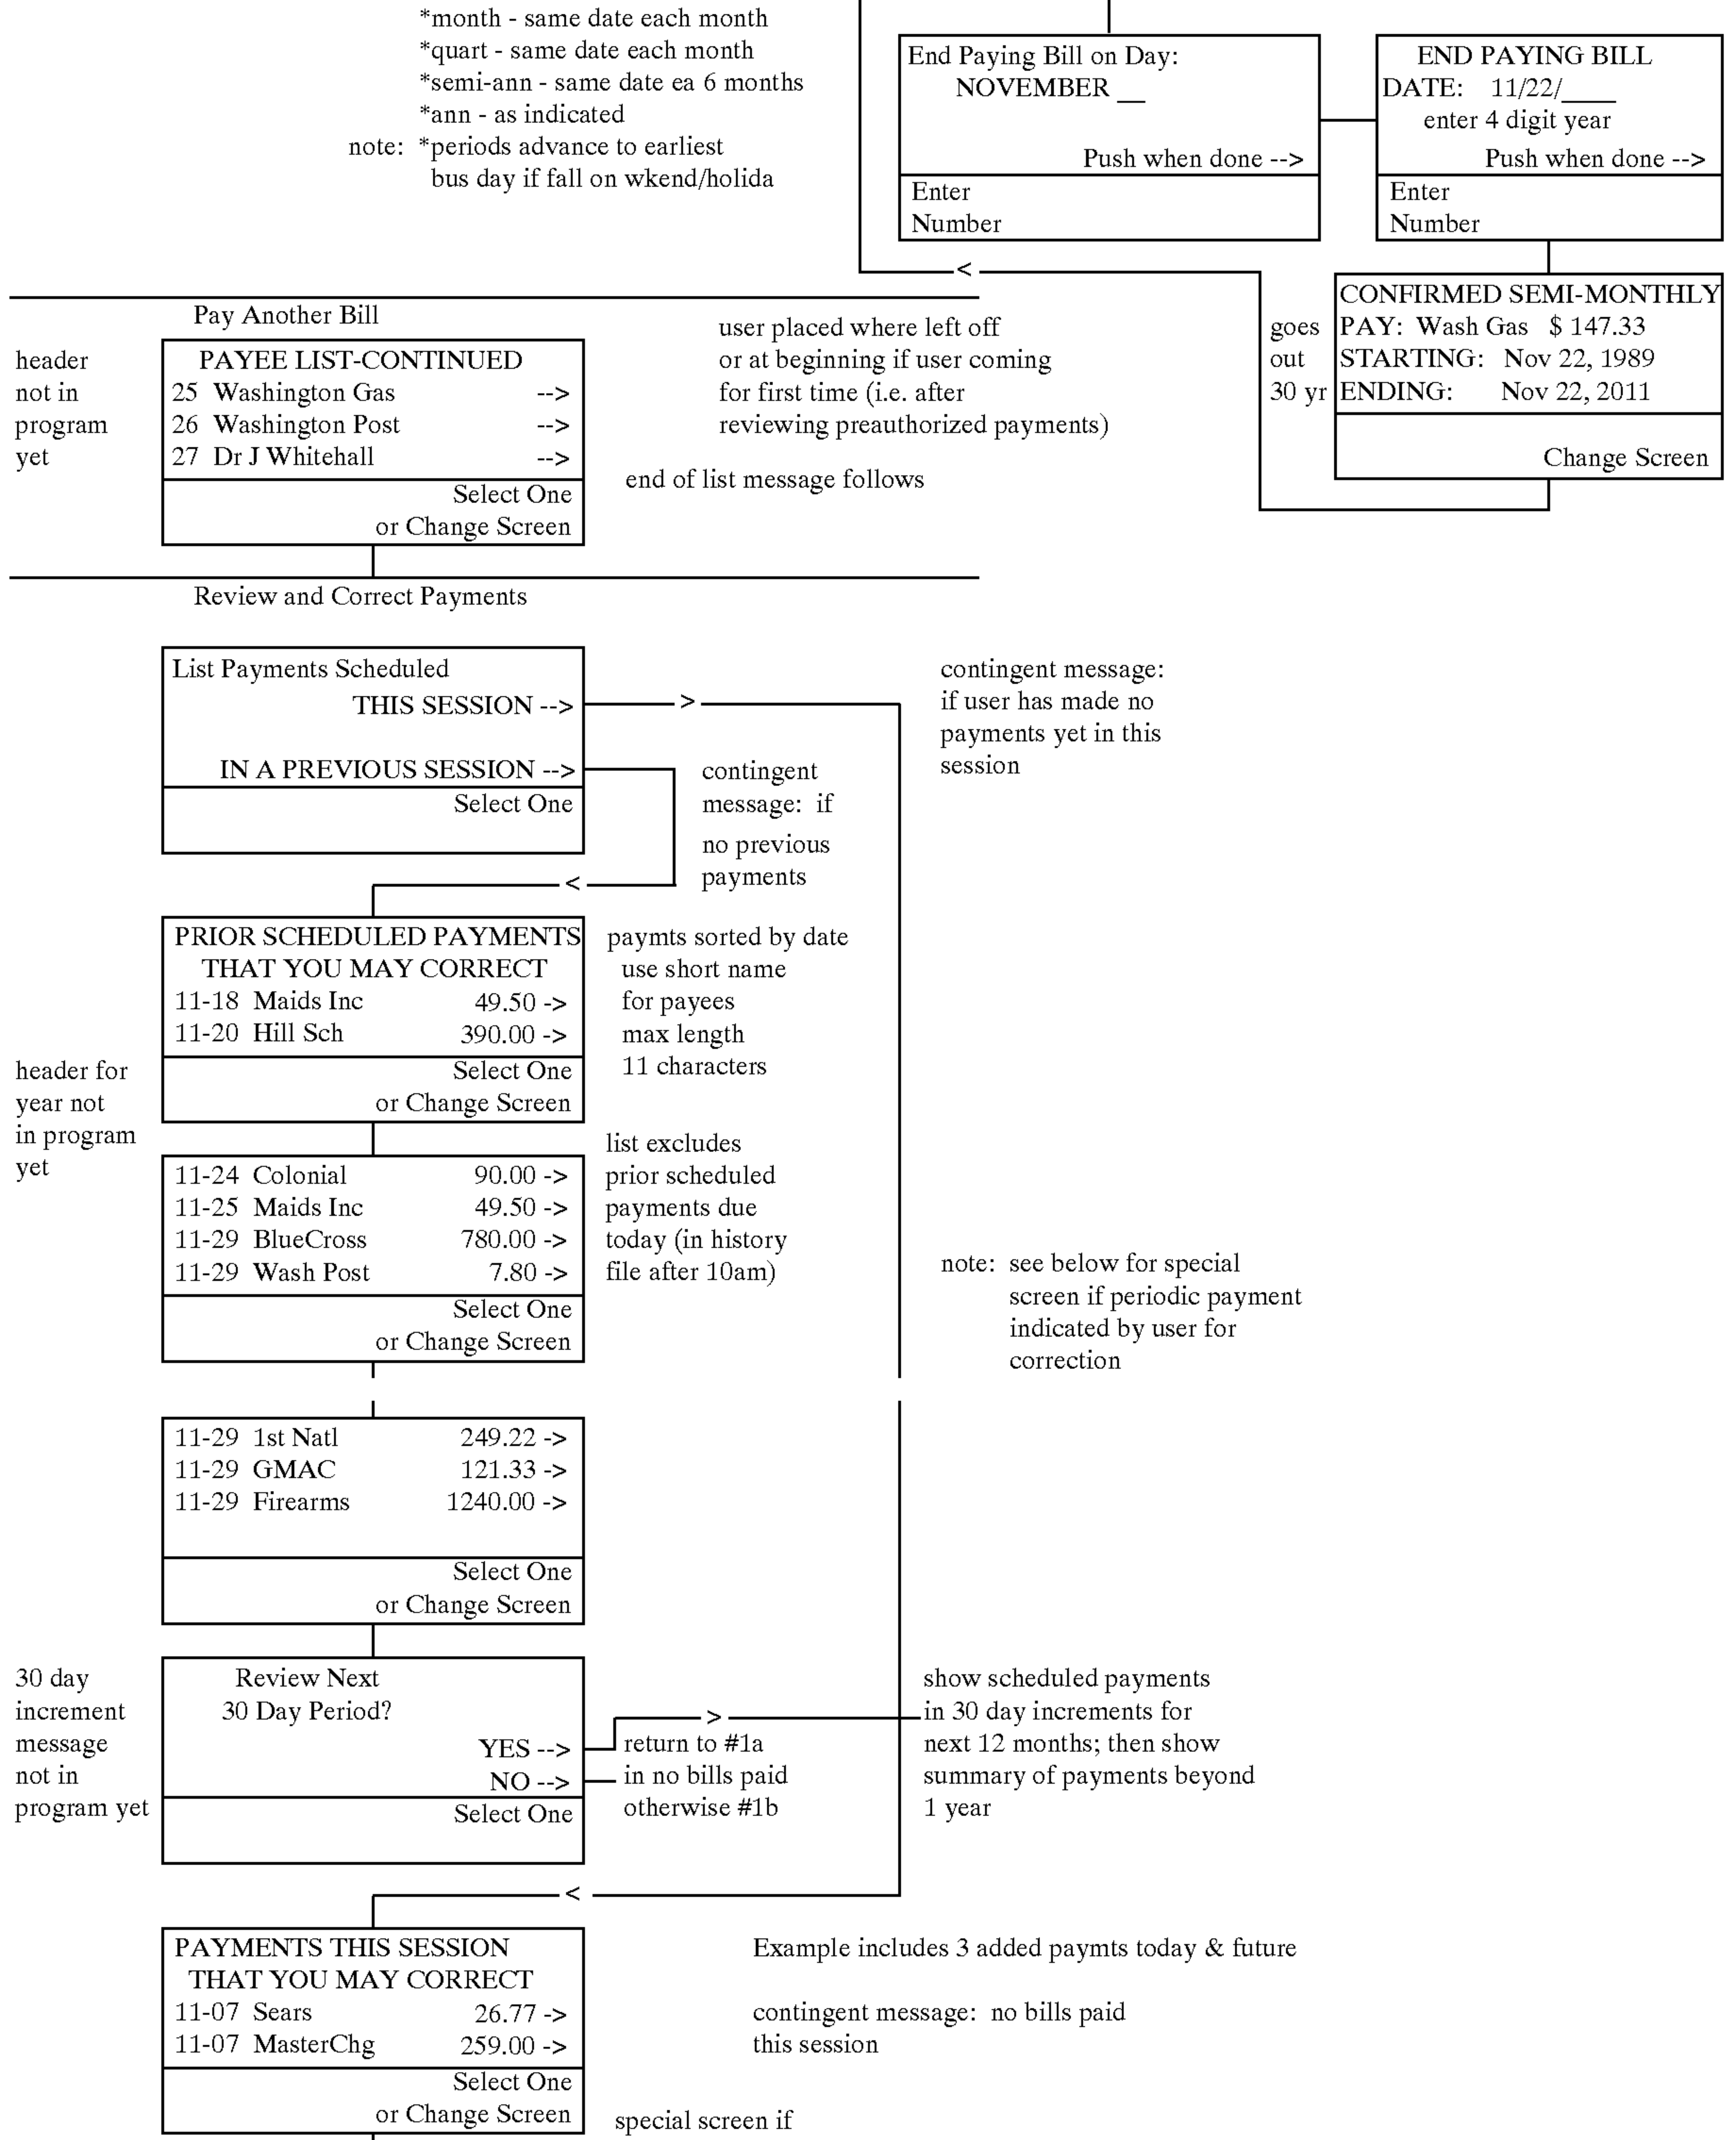 *month - same date each month
*quart - same date each month
*semi-ann - same date ea 6 months
*ann - as indicated
note: *periods advance to earliest
bus day if fall on wkend/holida
End Paying Bill on Day:
NOVEMBER __
Push when done -->
Enter
Number
END PAYING BILL
DATE: 11/22/____
enter 4 digit year
Push when done -->
Enter
Number
<
goes
out
30 yr
CONFIRMED SEMI-MONTHLY
PAY: Wash Gas $ 147.33
STARTING: Nov 22, 1989
ENDING: Nov 22, 2011
Change Screen
Pay Another Bill
header
not in
program
yet
PAYEE LIST-CONTINUED
25 Washington Gas -->
26 Washington Post -->
27 Dr J Whitehall -->
Select One
or Change Screen
user placed where left off
or at beginning if user coming
for first time (i.e. after
reviewing preauthorized payments)
end of list message follows
Review and Correct Payments
List Payments Scheduled
THIS SESSION -->
IN A PREVIOUS SESSION -->
Select One
>
contingent message:
if user has made no
payments yet in this
session
contingent
message: if
no previous
payments
<
PRIOR SCHEDULED PAYMENTS
THAT YOU MAY CORRECT
11-18 Maids Inc 49.50 ->
11-20 Hill Sch 390.00 ->
Select One
or Change Screen
paymts sorted by date
use short name
for payees
max length
11 characters
header for
year not
in program
yet
11-24 Colonial 90.00 ->
11-25 Maids Inc 49.50 ->
11-29 BlueCross 780.00 ->
11-29 Wash Post 7.80 ->
Select One
or Change Screen
list excludes
prior scheduled
payments due
today (in history
file after 10am)
note: see below for special
screen if periodic payment
indicated by user for
correction
11-29 1st Natl 249.22 ->
11-29 GMAC 121.33 ->
11-29 Firearms 1240.00 ->
Select One
or Change Screen
30 day
increment
message
not in
program yet
Review Next
30 Day Period?
YES -->
NO -->
Select One
>
return to #1a
in no bills paid
otherwise #1b
show scheduled payments
in 30 day increments for
next 12 months; then show
summary of payments beyond
1 year
<
PAYMENTS THIS SESSION
THAT YOU MAY CORRECT
11-07 Sears 26.77 ->
11-07 MasterChg 259.00 ->
Select One
or Change Screen
Example includes 3 added paymts today & future
contingent message: no bills paid
this session
special screen if